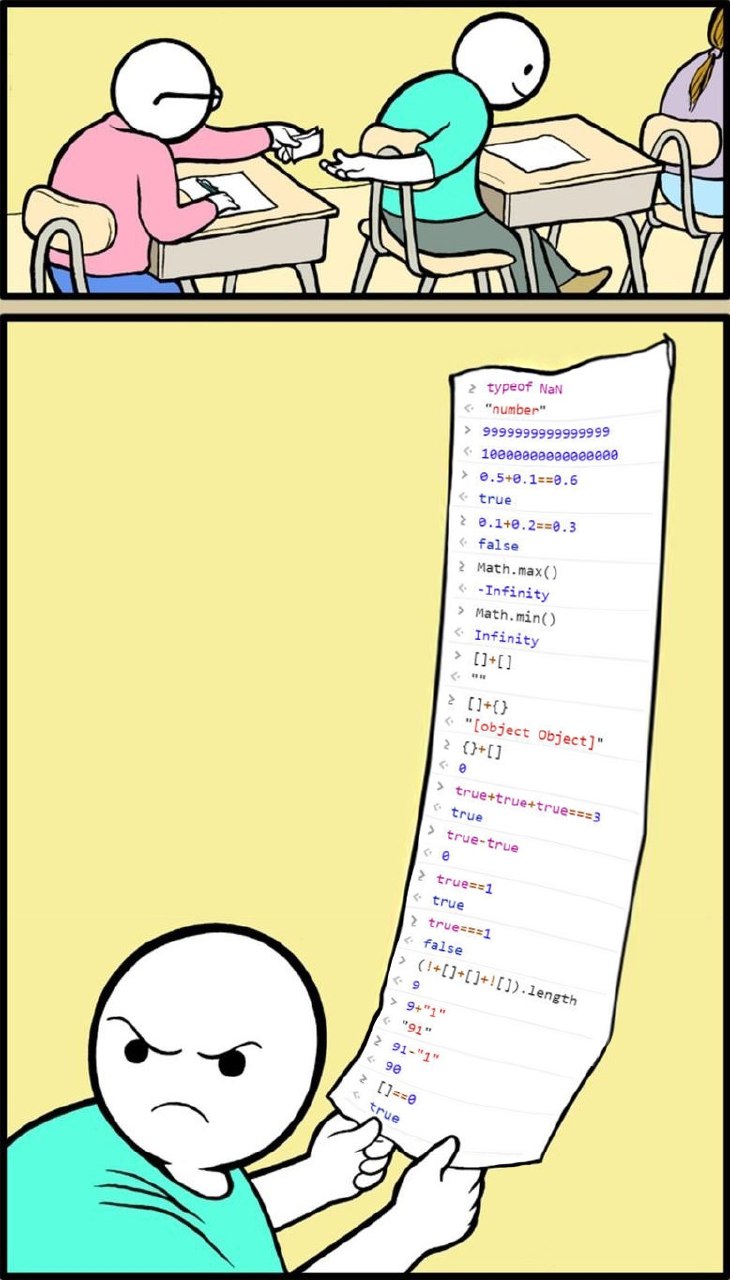 > typeof NaN
<· "number"
> 9999999999999999
<· 10000000000000000
> 0.5+0.1==0.6
<· true
> 0.1+0.2==0.3
<· false
> Math.max()
<· -Infinity
> Math.min()
<· Infinity
> []+[]
<· ""
> []+{}
<· "[object Object]"
> {}+[]
<· 0
> true+true+true===3
<· true
> true-true
<· 0
> true==1
<· true
> true===1
<· false
> (!+[]+[]+![]).length
<· 9
> 9+"1"
<· "91"
> 91-"1"
<· 90
> []==0
<· true